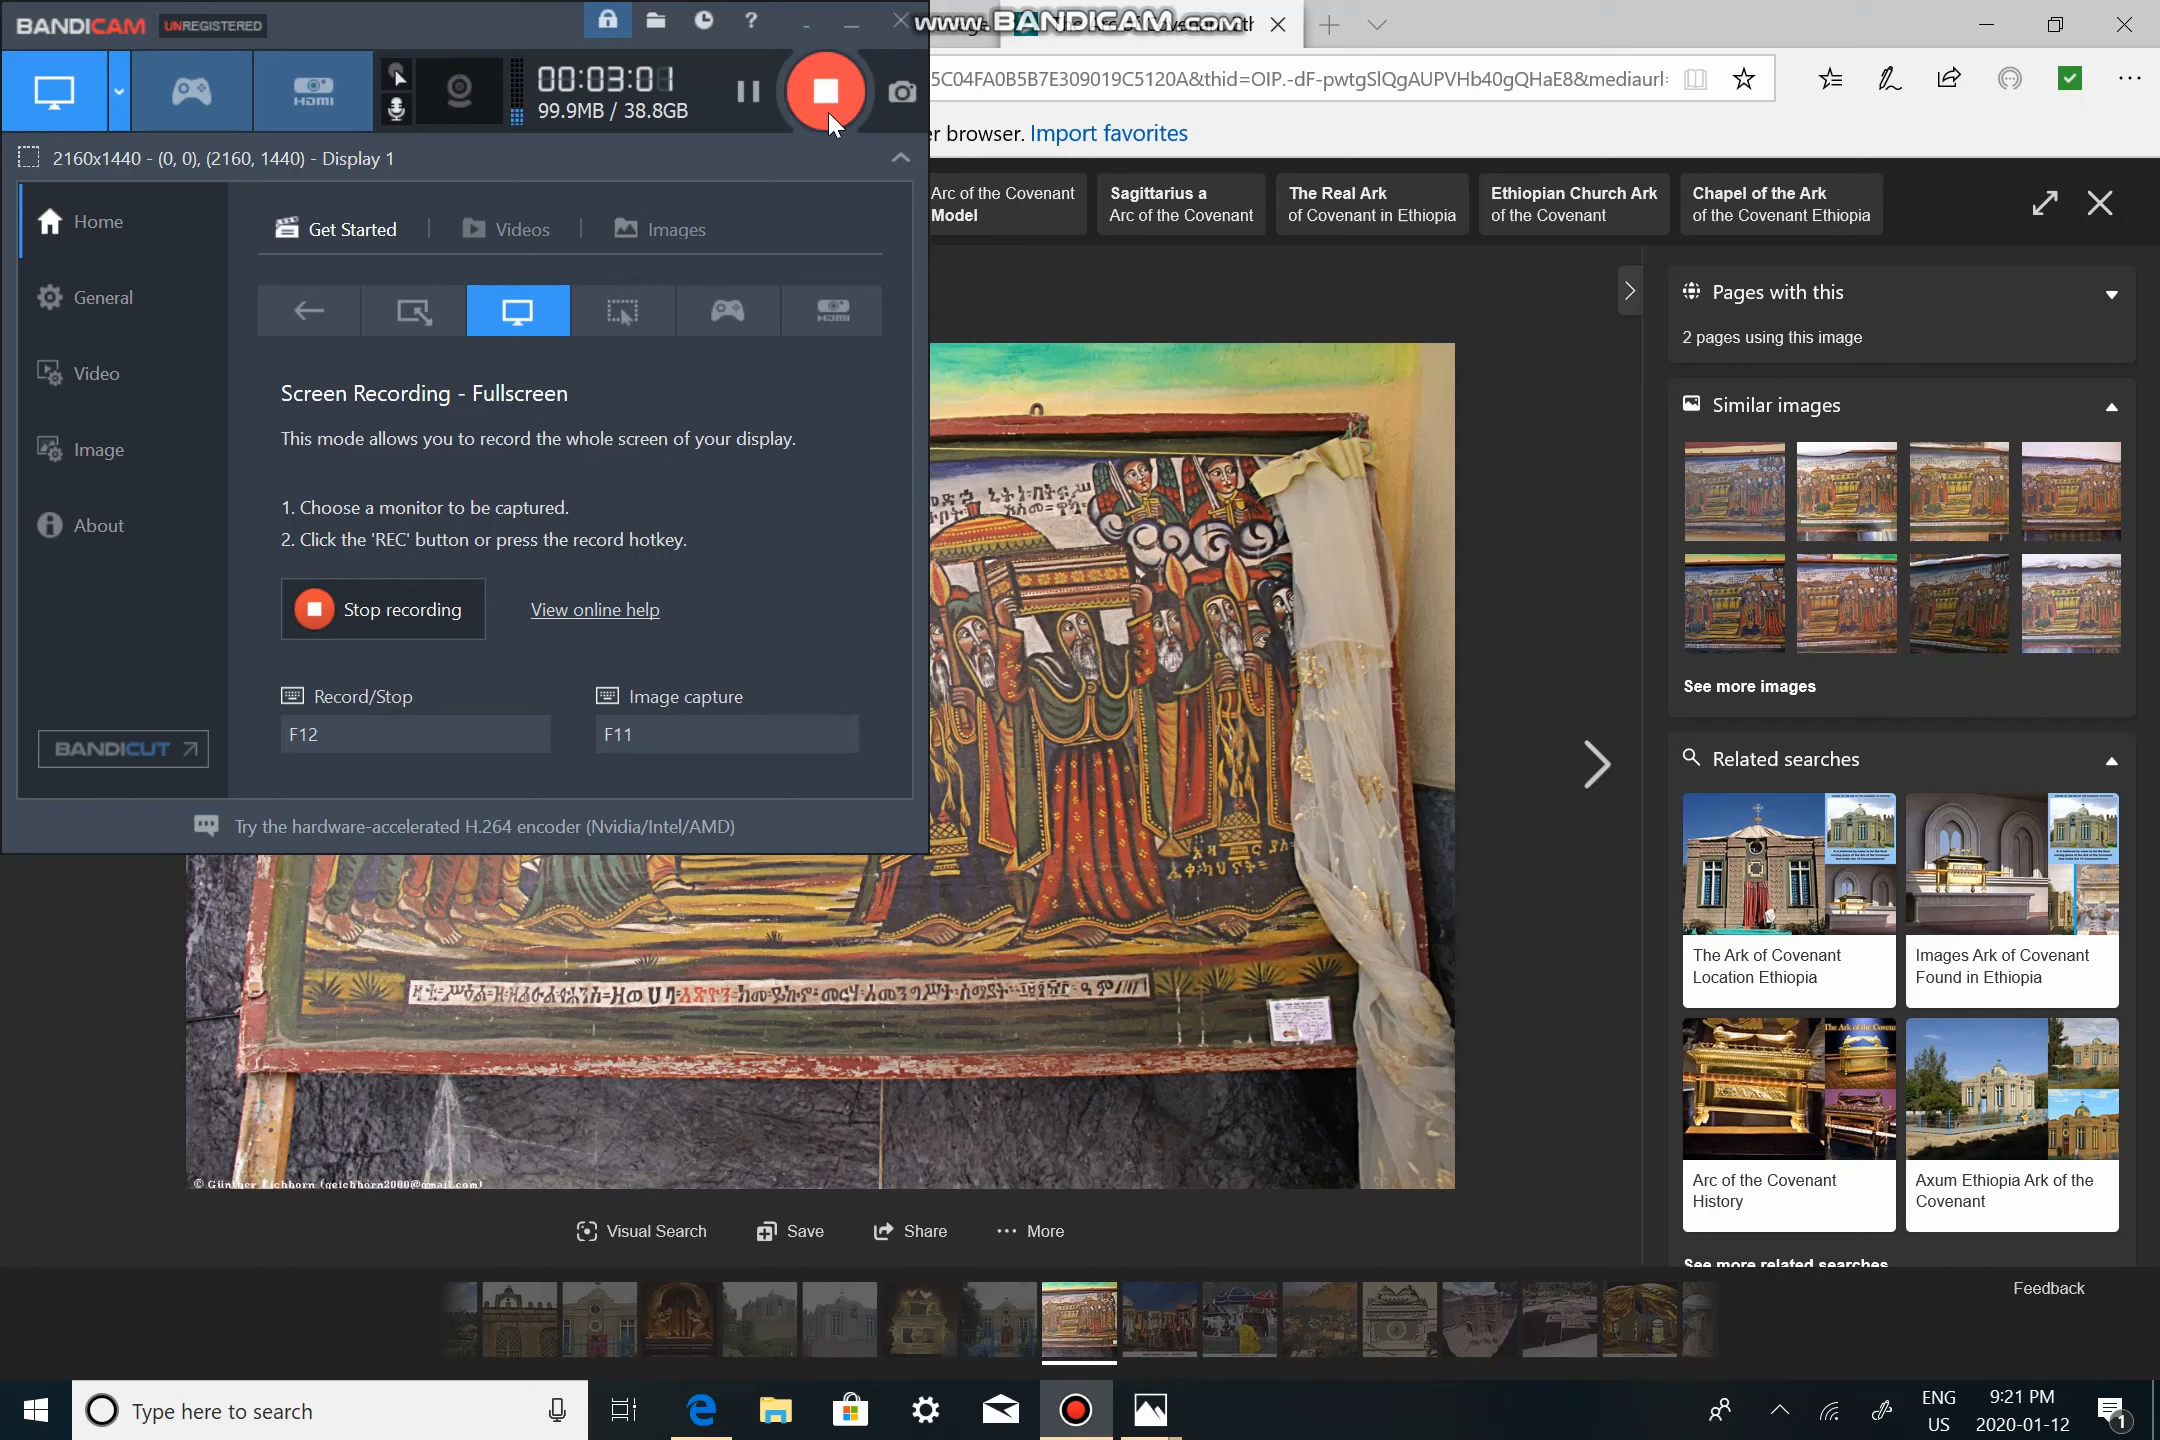 BANDICAM UNREGISTERED
www.BANDICAM.com
00:03:01
99.9MB / 38.8GB
5C04FA0B5B7E309019C5120A&thid=OIP.-dF-pwtgSlQgAUPVHb40gQHaE8&mediaurl=
er browser. Import favorites
2160x1440 - (0, 0), (2160, 1440) - Display 1
Home
General
Video
Image
About
BANDICUT
Get Started
Videos
Images
HDMI
Screen Recording - Fullscreen
This mode allows you to record the whole screen of your display.
1. Choose a monitor to be captured.
2. Click the 'REC' button or press the record hotkey.
Stop recording
View online help
Record/Stop
Image capture
F12
F11
Try the hardware-accelerated H.264 encoder (Nvidia/Intel/AMD)
Arc of the Covenant
Model
Sagittarius a
Arc of the Covenant
The Real Ark
of Covenant in Ethiopia
Ethiopian Church Ark
of the Covenant
Chapel of the Ark
of the Covenant Ethiopia
Pages with this
2 pages using this image
Similar images
See more images
Related searches
The Ark of Covenant
Location Ethiopia
Images Ark of Covenant
Found in Ethiopia
Arc of the Covenant
History
Axum Ethiopia Ark of the
Covenant
See more related searches
Feedback
© Günther Eichhorn (geichhorn2000@gmail.com)
Visual Search
Save
Share
More
Type here to search
ENG
US
9:21 PM
2020-01-12
1